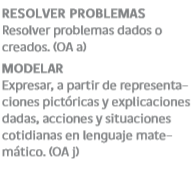 RESOLVER PROBLEMAS
Resolver problemas dados o
creados. (OA a)
MODELAR
Expresar, a partir de representa-
ciones pictóricas y explicaciones
dadas, acciones y situaciones
cotidianas en lenguaje mate-
mático. (OA j)